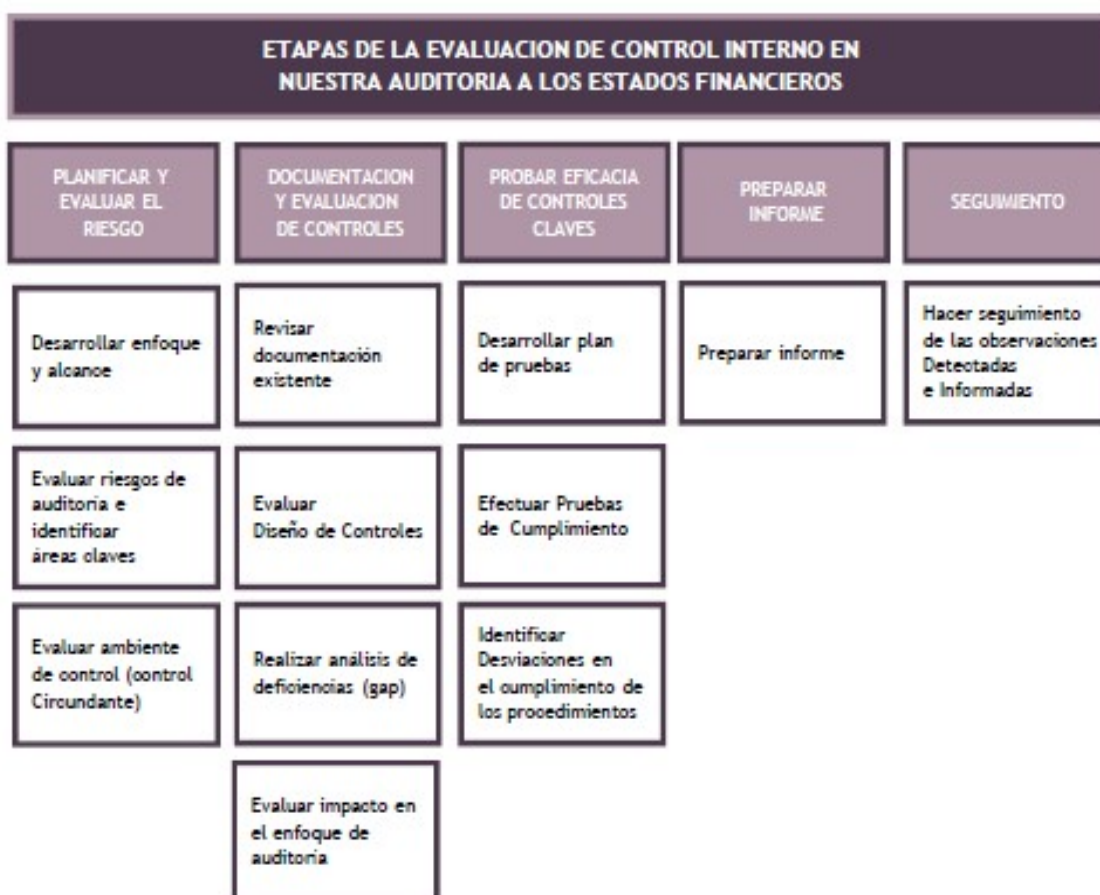 ETAPAS DE LA EVALUACION DE CONTROL INTERNO EN
NUESTRA AUDITORIA A LOS ESTADOS FINANCIEROS
PLANIFICAR Y
EVALUAR EL
RIESGO
Desarrollar enfoque
y alcance
Evaluar riesgos de
auditoria e
identificar
áreas claves
Evaluar ambiente
de control (control
Circundante)
DOCUMENTACION
Y EVALUACION
DE CONTROLES
Revisar
documentación
existente
Evaluar
Diseño de Controles
Realizar análisis de
deficiencias (gap)
Evaluar impacto en
el enfoque de
auditoria
PROBAR EFICACIA
DE CONTROLES
CLAVES
Desarrollar plan
de pruebas
Efectuar Pruebas
de Cumplimiento
Identificar
Desviaciones en
el cumplimiento de
los procedimientos
PREPARAR
INFORME
Preparar informe
SEGUIMIENTO
Hacer seguimiento
de las observaciones
Detectadas
e Informadas